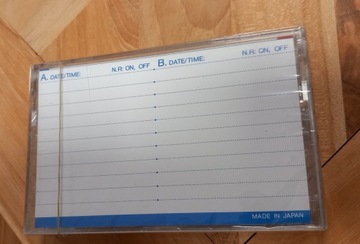 A. DATE/TIME: N.R: ON, OFF B. DATE/TIME: N.R: ON, OFF
MADE IN JAPAN